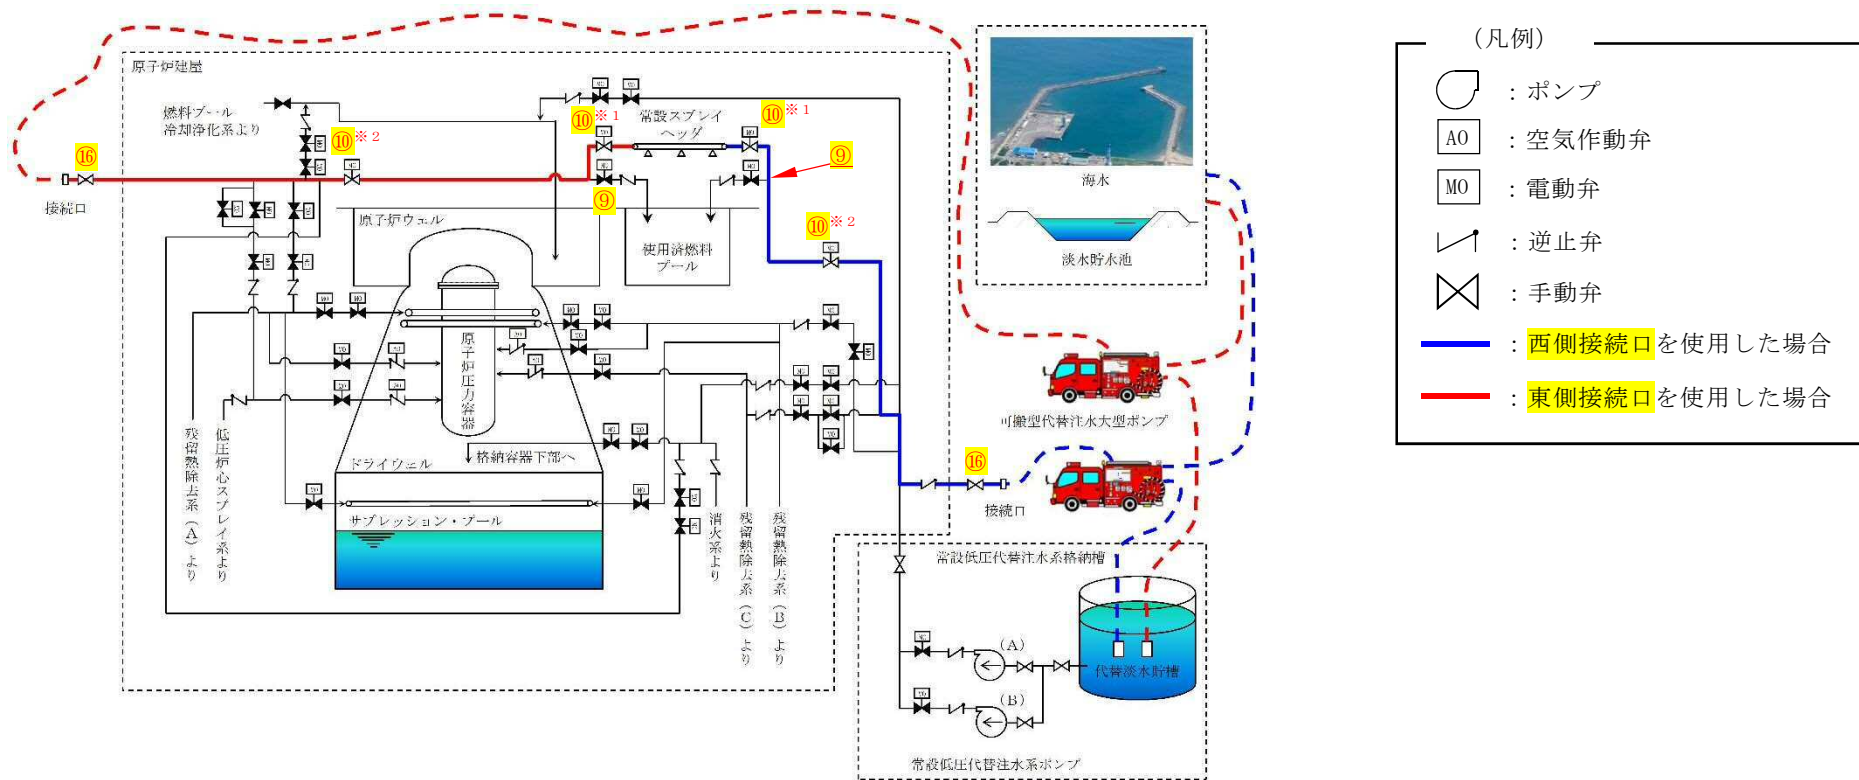 原子炉建屋
燃料プール
冷却浄化系より
⑩※2
⑯
接続口
⑩※1
常設スプレイ
ヘッダ
⑩※1
⑨
⑨
⑩※2
原子炉ウェル
使用済燃料
プール
原子炉圧力容器
格納容器下部へ
ドライウェル
サプレッション・プール
残留熱除去系(A)より
低圧炉心スプレイ系より
消火系より
残留熱除去系(C)より
残留熱除去系(B)より
海水
淡水貯水池
可搬型代替注水大型ポンプ
⑯
接続口
常設低圧代替注水系格納槽
(A)
(B)
代替淡水貯槽
常設低圧代替注水系ポンプ
(凡例)
:ポンプ
AO :空気作動弁
MO :電動弁
:逆止弁
:手動弁
:西側接続口を使用した場合
:東側接続口を使用した場合